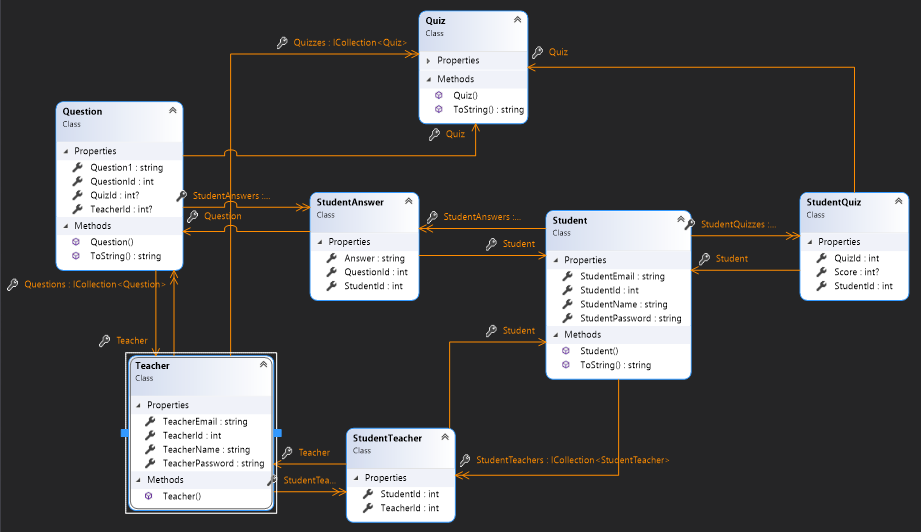 Quiz
Class
Properties
Methods
Quiz()
ToString() : string
Quizzes : ICollection<Quiz>
Quiz
Quiz
Question
Class
Properties
Question1 : string
QuestionId : int
QuizId : int?
TeacherId : int?
Methods
Question()
ToString() : string
StudentAnswers :...
Question
StudentAnswer
Class
Properties
Answer : string
QuestionId : int
StudentId : int
StudentAnswers :...
Student
Student
Class
Properties
StudentEmail : string
StudentId : int
StudentName : string
StudentPassword : string
Methods
Student()
ToString() : string
StudentQuizzes :...
Student
StudentQuiz
Class
Properties
QuizId : int
Score : int?
StudentId : int
Questions : ICollection<Question>
Teacher
Student
Teacher
Class
Properties
TeacherEmail : string
TeacherId : int
TeacherName : string
TeacherPassword : string
Methods
Teacher()
Teacher
StudentTea...
StudentTeacher
Class
Properties
StudentId : int
TeacherId : int
StudentTeachers : ICollection<StudentTeacher>